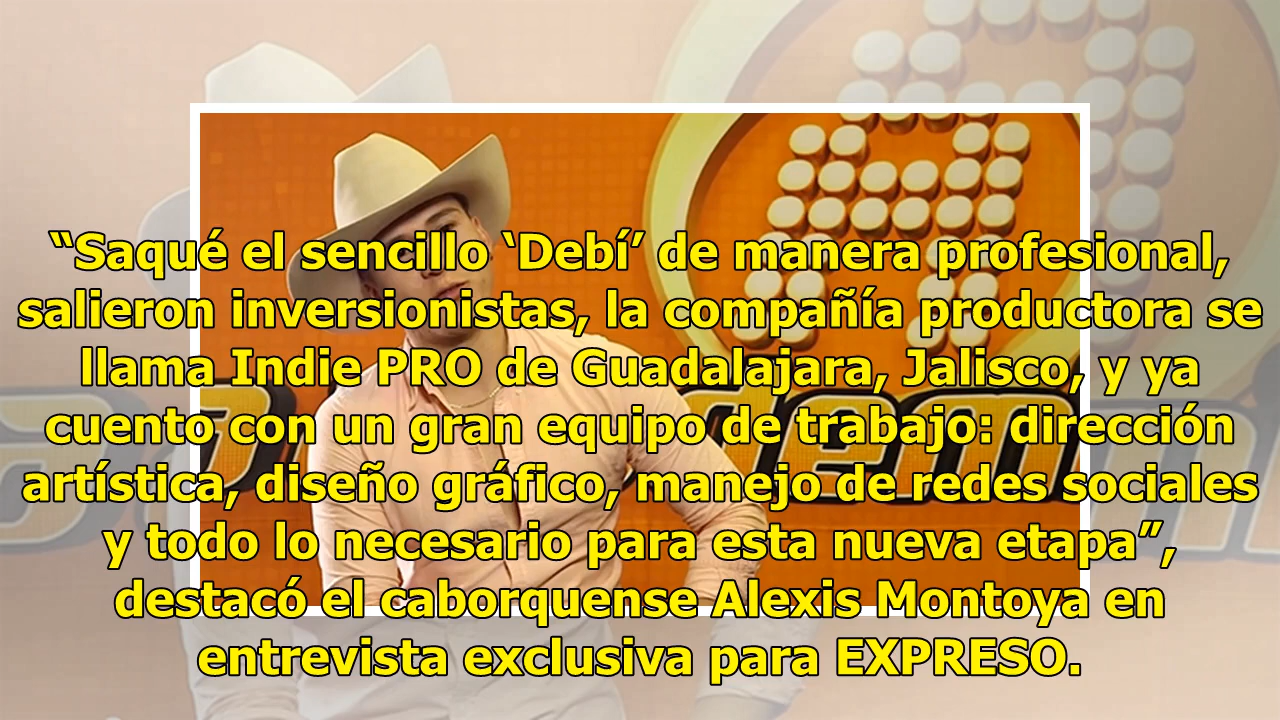 “Saqué el sencillo ‘Debí’ de manera profesional,
salieron inversionistas, la compañía productora se
llama Indie PRO de Guadalajara, Jalisco, y ya
cuento con un gran equipo de trabajo: dirección
artística, diseño gráfico, manejo de redes sociales
y todo lo necesario para esta nueva etapa”,
destacó el caborquense Alexis Montoya en
entrevista exclusiva para EXPRESO.